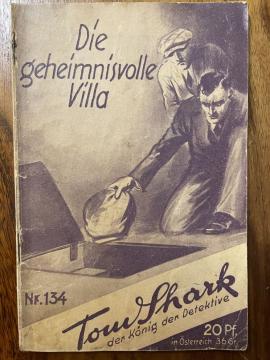 Die
geheimnisvolle
Villa
Nr. 134
Tom Shark
der König der Detektive
20 Pf.
in Österreich 36 Gr.